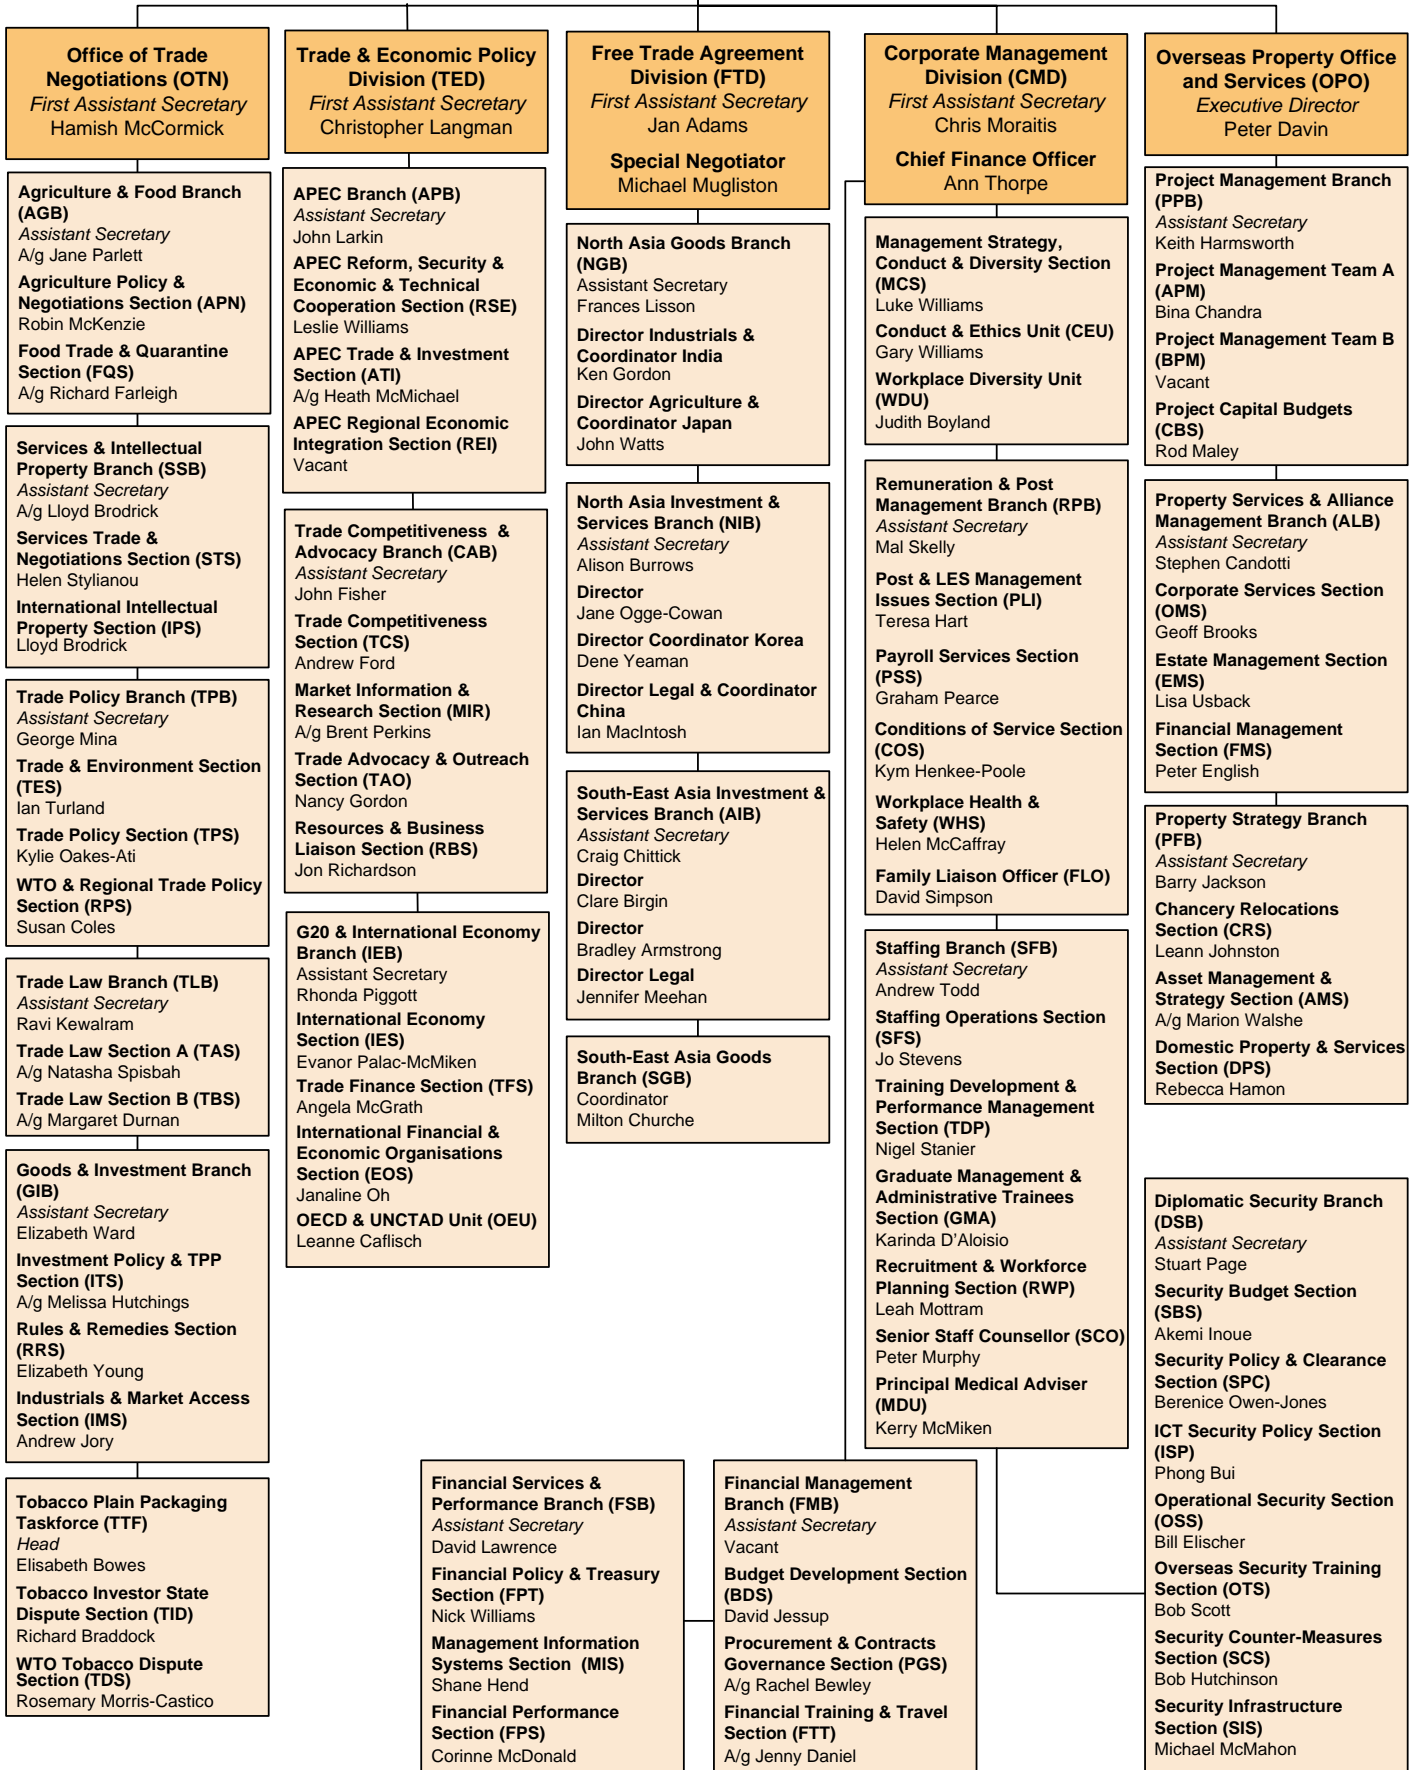 Office of Trade
Negotiations (OTN)
First Assistant Secretary
Hamish McCormick
Agriculture & Food Branch
(AGB)
Assistant Secretary
A/g Jane Parlett
Agriculture Policy &
Negotiations Section (APN)
Robin McKenzie
Food Trade & Quarantine
Section (FQS)
A/g Richard Farleigh
Services & Intellectual
Property Branch (SSB)
Assistant Secretary
A/g Lloyd Brodrick
Services Trade &
Negotiations Section (STS)
Helen Stylianou
International Intellectual
Property Section (IPS)
Lloyd Brodrick
Trade Policy Branch (TPB)
Assistant Secretary
George Mina
Trade & Environment Section
(TES)
Ian Turland
Trade Policy Section (TPS)
Kylie Oakes-Ati
WTO & Regional Trade Policy
Section (RPS)
Susan Coles
Trade Law Branch (TLB)
Assistant Secretary
Ravi Kewalram
Trade Law Section A (TAS)
A/g Natasha Spisbah
Trade Law Section B (TBS)
A/g Margaret Durnan
Goods & Investment Branch
(GIB)
Assistant Secretary
Elizabeth Ward
Investment Policy & TPP
Section (ITS)
A/g Melissa Hutchings
Rules & Remedies Section
(RRS)
Elizabeth Young
Industrials & Market Access
Section (IMS)
Andrew Jory
Tobacco Plain Packaging
Taskforce (TTF)
Head
Elisabeth Bowes
Tobacco Investor State
Dispute Section (TID)
Richard Braddock
WTO Tobacco Dispute
Section (TDS)
Rosemary Morris-Castico
Trade & Economic Policy
Division (TED)
First Assistant Secretary
Christopher Langman
APEC Branch (APB)
Assistant Secretary
John Larkin
APEC Reform, Security &
Economic & Technical
Cooperation Section (RSE)
Leslie Williams
APEC Trade & Investment
Section (ATI)
A/g Heath McMichael
APEC Regional Economic
Integration Section (REI)
Vacant
Trade Competitiveness &
Advocacy Branch (CAB)
Assistant Secretary
John Fisher
Trade Competitiveness
Section (TCS)
Andrew Ford
Market Information &
Research Section (MIR)
A/g Brent Perkins
Trade Advocacy & Outreach
Section (TAO)
Nancy Gordon
Resources & Business
Liaison Section (RBS)
Jon Richardson
G20 & International Economy
Branch (IEB)
Assistant Secretary
Rhonda Piggott
International Economy
Section (IES)
Evanor Palac-McMiken
Trade Finance Section (TFS)
Angela McGrath
International Financial &
Economic Organisations
Section (EOS)
Janaline Oh
OECD & UNCTAD Unit (OEU)
Leanne Caflisch
Free Trade Agreement
Division (FTD)
First Assistant Secretary
Jan Adams
Special Negotiator
Michael Mugliston
North Asia Goods Branch
(NGB)
Assistant Secretary
Frances Lisson
Director Industrials &
Coordinator India
Ken Gordon
Director Agriculture &
Coordinator Japan
John Watts
North Asia Investment &
Services Branch (NIB)
Assistant Secretary
Alison Burrows
Director
Jane Ogge-Cowan
Director Coordinator Korea
Dene Yeaman
Director Legal & Coordinator
China
Ian MacIntosh
South-East Asia Investment &
Services Branch (AIB)
Assistant Secretary
Craig Chittick
Director
Clare Birgin
Director
Bradley Armstrong
Director Legal
Jennifer Meehan
South-East Asia Goods
Branch (SGB)
Coordinator
Milton Churche
Corporate Management
Division (CMD)
First Assistant Secretary
Chris Moraitis
Chief Finance Officer
Ann Thorpe
Management Strategy,
Conduct & Diversity Section
(MCS)
Luke Williams
Conduct & Ethics Unit (CEU)
Gary Williams
Workplace Diversity Unit
(WDU)
Judith Boyland
Remuneration & Post
Management Branch (RPB)
Assistant Secretary
Mal Skelly
Post & LES Management
Issues Section (PLI)
Teresa Hart
Payroll Services Section
(PSS)
Graham Pearce
Conditions of Service Section
(COS)
Kym Henkee-Poole
Workplace Health &
Safety (WHS)
Helen McCaffray
Family Liaison Officer (FLO)
David Simpson
Staffing Branch (SFB)
Assistant Secretary
Andrew Todd
Staffing Operations Section
(SFS)
Jo Stevens
Training Development &
Performance Management
Section (TDP)
Nigel Stanier
Graduate Management &
Administrative Trainees
Section (GMA)
Karinda D'Aloisio
Recruitment & Workforce
Planning Section (RWP)
Leah Mottram
Senior Staff Counsellor (SCO)
Peter Murphy
Principal Medical Adviser
(MDU)
Kerry McMiken
Financial Services &
Performance Branch (FSB)
Assistant Secretary
David Lawrence
Financial Policy & Treasury
Section (FPT)
Nick Williams
Management Information
Systems Section (MIS)
Shane Hend
Financial Performance
Section (FPS)
Corinne McDonald
Financial Management
Branch (FMB)
Assistant Secretary
Vacant
Budget Development Section
(BDS)
David Jessup
Procurement & Contracts
Governance Section (PGS)
A/g Rachel Bewley
Financial Training & Travel
Section (FTT)
A/g Jenny Daniel
Overseas Property Office
and Services (OPO)
Executive Director
Peter Davin
Project Management Branch
(PPB)
Assistant Secretary
Keith Harmsworth
Project Management Team A
(APM)
Bina Chandra
Project Management Team B
(BPM)
Vacant
Project Capital Budgets
(CBS)
Rod Maley
Property Services & Alliance
Management Branch (ALB)
Assistant Secretary
Stephen Candotti
Corporate Services Section
(OMS)
Geoff Brooks
Estate Management Section
(EMS)
Lisa Usback
Financial Management
Section (FMS)
Peter English
Property Strategy Branch
(PFB)
Assistant Secretary
Barry Jackson
Chancery Relocations
Section (CRS)
Leann Johnston
Asset Management &
Strategy Section (AMS)
A/g Marion Walshe
Domestic Property & Services
Section (DPS)
Rebecca Hamon
Diplomatic Security Branch
(DSB)
Assistant Secretary
Stuart Page
Security Budget Section
(SBS)
Akemi Inoue
Security Policy & Clearance
Section (SPC)
Berenice Owen-Jones
ICT Security Policy Section
(ISP)
Phong Bui
Operational Security Section
(OSS)
Bill Elischer
Overseas Security Training
Section (OTS)
Bob Scott
Security Counter-Measures
Section (SCS)
Bob Hutchinson
Security Infrastructure
Section (SIS)
Michael McMahon